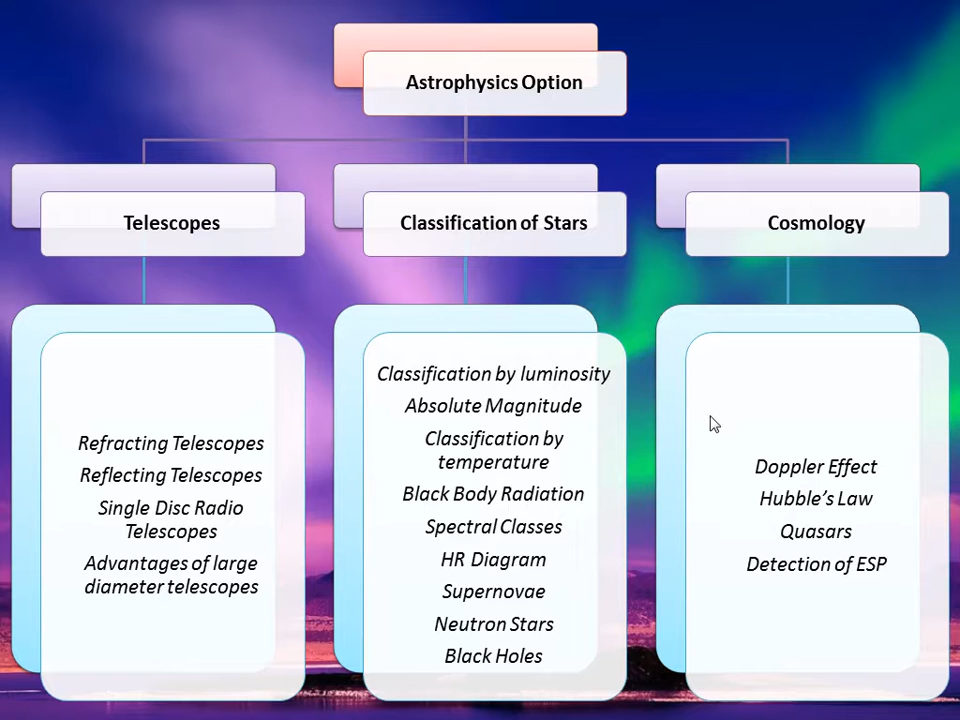 Astrophysics Option
Telescopes
Classification of Stars
Cosmology
Refracting Telescopes
Reflecting Telescopes
Single Disc Radio
Telescopes
Advantages of large
diameter telescopes
Classification by luminosity
Absolute Magnitude
Classification by
temperature
Black Body Radiation
Spectral Classes
HR Diagram
Supernovae
Neutron Stars
Black Holes
Doppler Effect
Hubble’s Law
Quasars
Detection of ESP